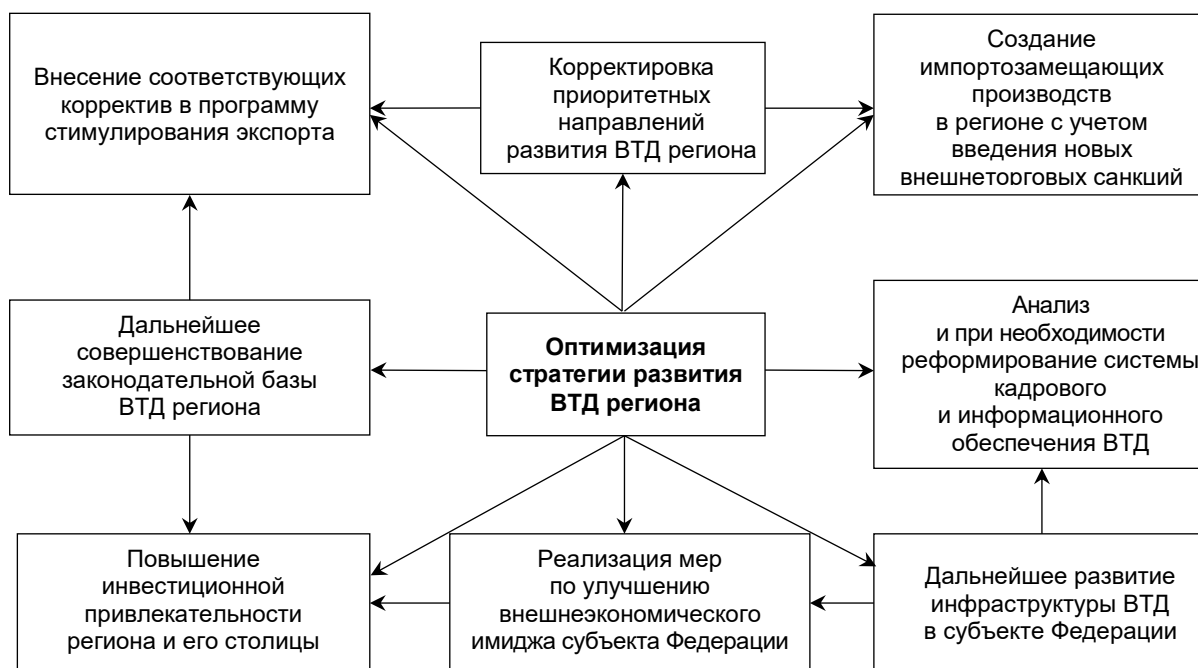 Внесение соответствующих
корректив в программу
стимулирования экспорта
Корректировка
приоритетных
направлений
развития ВТД региона
Создание
импортозамещающих
производств
в регионе с учетом
введения новых
внешнеторговых санкций
Дальнейшее
совершенствование
законодательной базы
ВТД региона
Оптимизация
стратегии развития
ВТД региона
Анализ
и при необходимости
реформирование системы
кадрового
и информационного
обеспечения ВТД
Повышение
инвестиционной
привлекательности
региона и его столицы
Реализация мер
по улучшению
внешнеэкономического
имиджа субъекта Федерации
Дальнейшее развитие
инфраструктуры ВТД
в субъекте Федерации